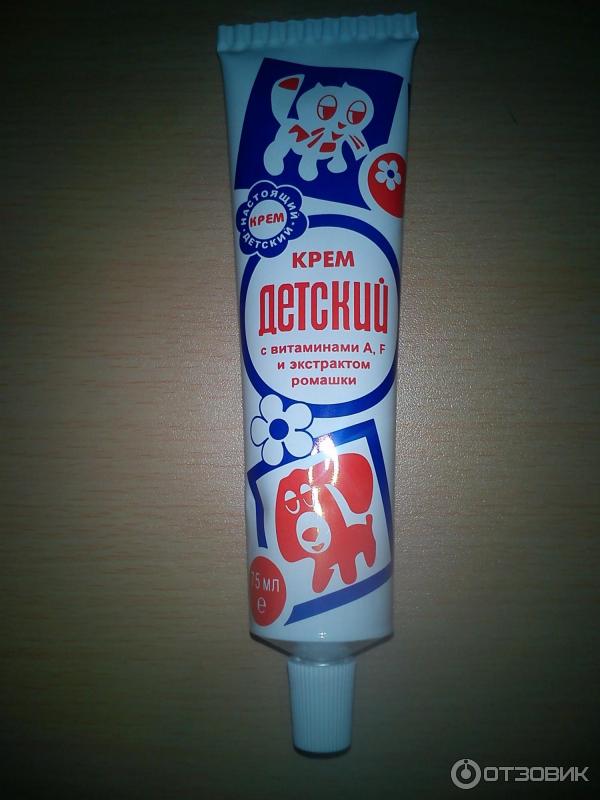 НАСТОЯЩИЙ
КРЕМ
ДЕТСКИЙ
КРЕМ
ДЕТСКИЙ
с витаминами А, F
и экстрактом
ромашки
75 мл
e
ОТЗОВИК